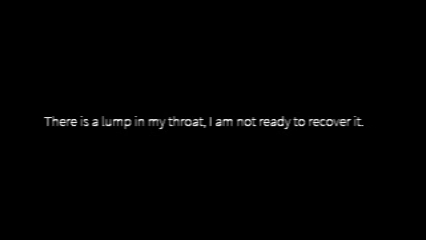 There is a lump in my throat, I am not ready to recover it.